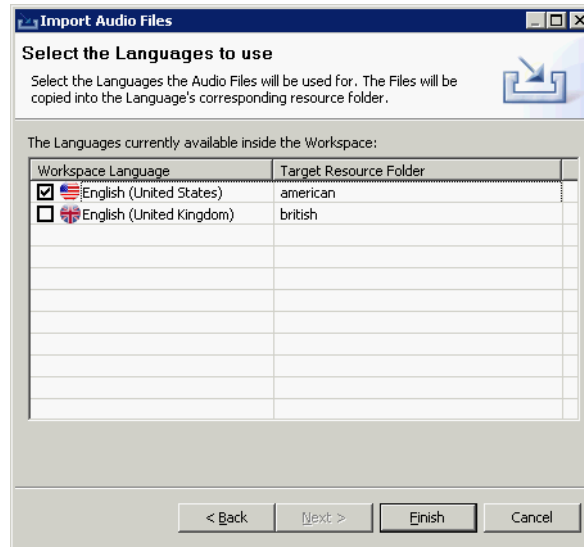 Import Audio Files
Select the Languages to use
Select the Languages the Audio Files will be used for. The Files will be
copied into the Language's corresponding resource folder.
The Languages currently available inside the Workspace:
Workspace Language Target Resource Folder
English (United States) american
English (United Kingdom) british
< Back Next > Finish Cancel